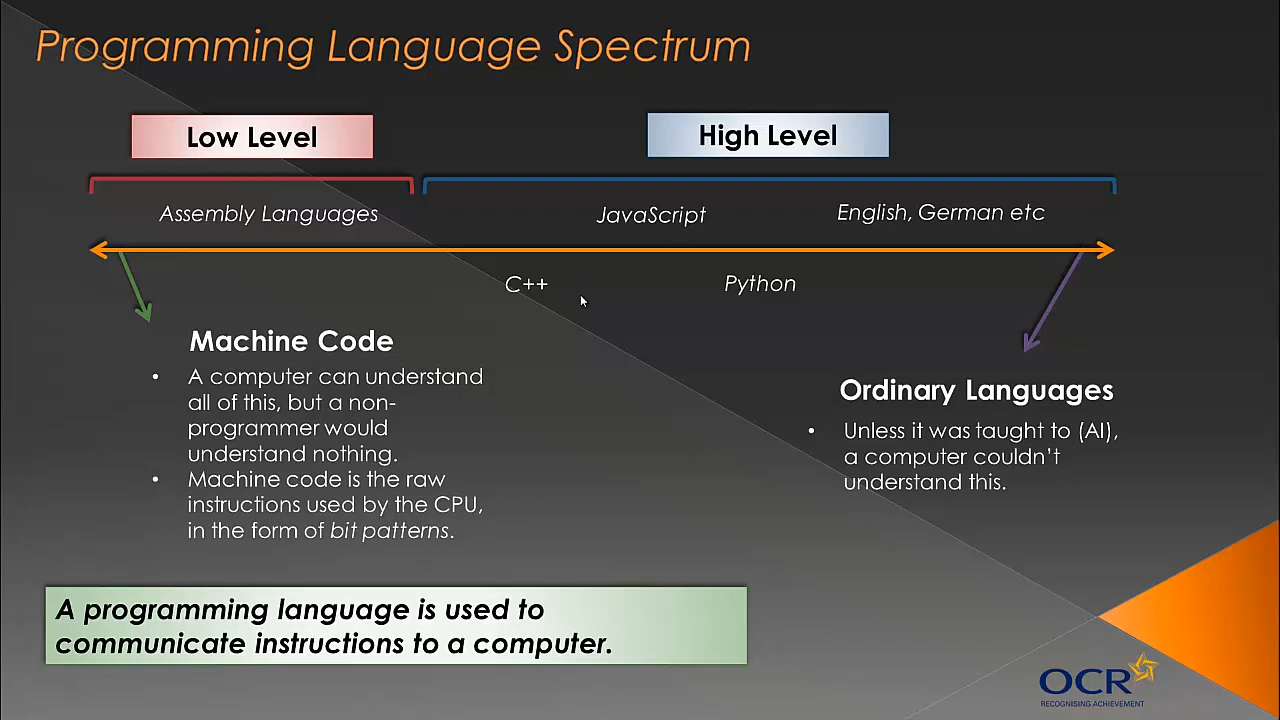 Programming Language Spectrum
Low Level
High Level
Assembly Languages
JavaScript
English, German etc
C++
Python
Machine Code
• A computer can understand
all of this, but a non-
programmer would
understand nothing.
• Machine code is the raw
instructions used by the CPU,
in the form of bit patterns.
Ordinary Languages
• Unless it was taught to (AI),
a computer couldn't
understand this.
A programming language is used to
communicate instructions to a computer.
OCR
RECOGNISING ACHIEVEMENT